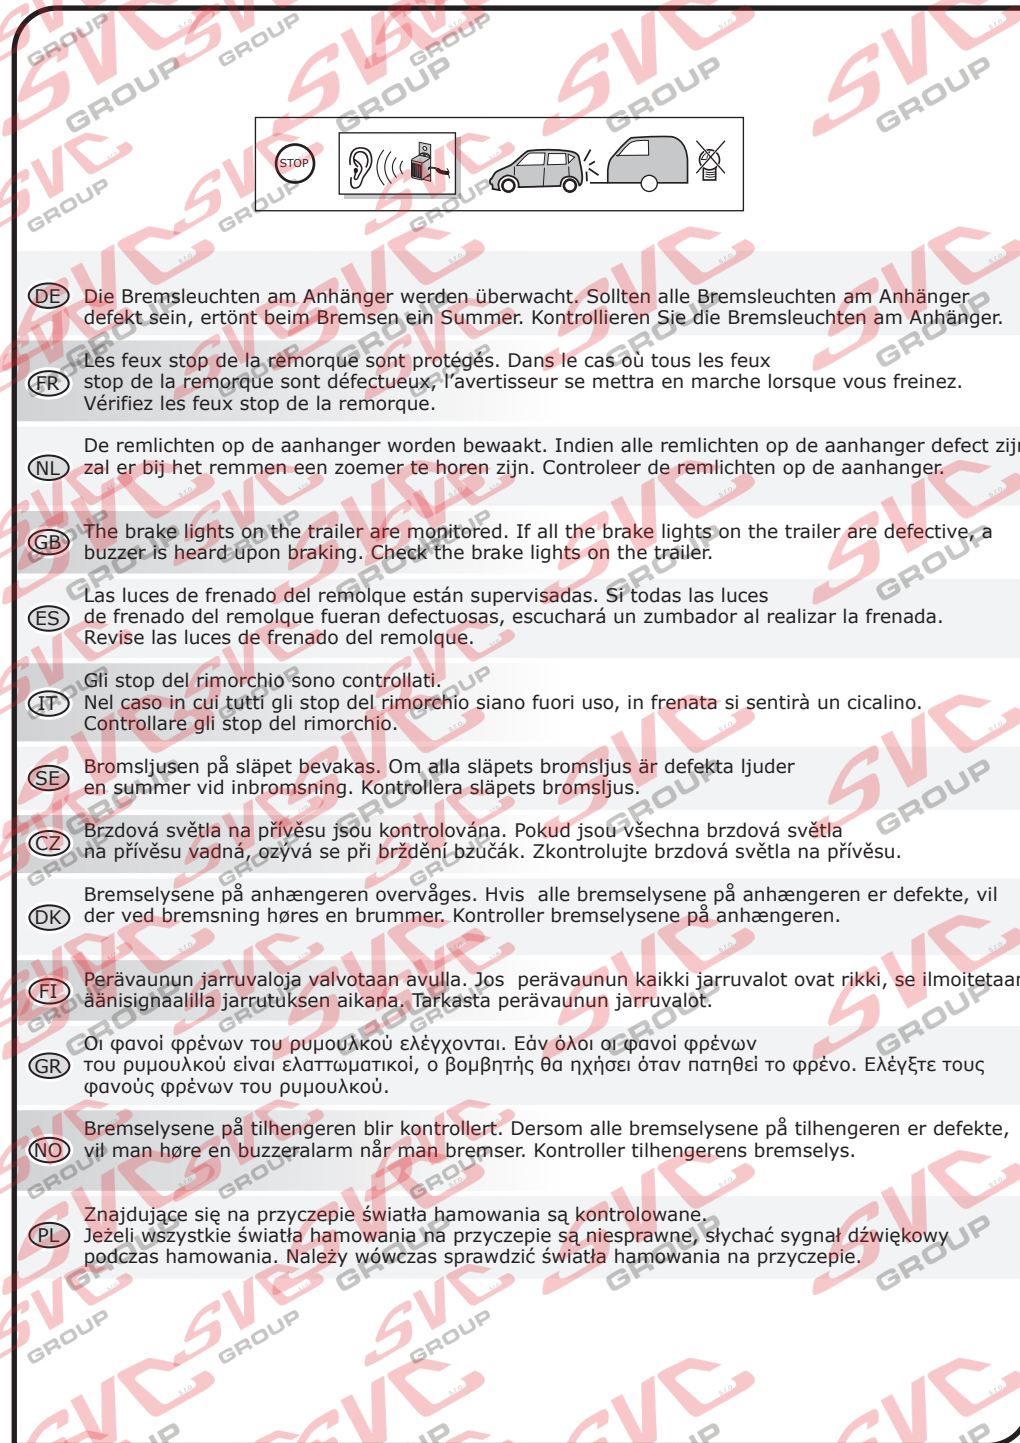 STOP
DE
Die Bremsleuchten am Anhänger werden überwacht. Sollten alle Bremsleuchten am Anhänger
defekt sein, ertönt beim Bremsen ein Summer. Kontrollieren Sie die Bremsleuchten am Anhänger.
FR
Les feux stop de la remorque sont protégés. Dans le cas où tous les feux
stop de la remorque sont défectueux, l’avertisseur se mettra en marche lorsque vous freinez.
Vérifiez les feux stop de la remorque.
NL
De remlichten op de aanhanger worden bewaakt. Indien alle remlichten op de aanhanger defect zijn
zal er bij het remmen een zoemer te horen zijn. Controleer de remlichten op de aanhanger.
GB
The brake lights on the trailer are monitored. If all the brake lights on the trailer are defective, a
buzzer is heard upon braking. Check the brake lights on the trailer.
ES
Las luces de frenado del remolque están supervisadas. Si todas las luces
de frenado del remolque fueran defectuosas, escuchará un zumbador al realizar la frenada.
Revise las luces de frenado del remolque.
IT
Gli stop del rimorchio sono controllati.
Nel caso in cui tutti gli stop del rimorchio siano fuori uso, in frenata si sentirà un cicalino.
Controllare gli stop del rimorchio.
SE
Bromsljusen på släpet bevakas. Om alla släpets bromsljus är defekta ljuder
en summer vid inbromsning. Kontrollera släpets bromsljus.
CZ
Brzdová světla na přívěsu jsou kontrolována. Pokud jsou všechna brzdová světla
na přívěsu vadná, ozývá se při brždění bzučák. Zkontrolujte brzdová světla na přívěsu.
DK
Bremselysene på anhængeren overvåges. Hvis  alle bremselysene på anhængeren er defekte, vil
der ved bremsning høres en brummer. Kontroller bremselysene på anhængeren.
FI
Perävaunun jarruvaloja valvotaan avulla. Jos  perävaunun kaikki jarruvalot ovat rikki, se ilmoitetaan
äänisignaalilla jarrutuksen aikana. Tarkasta perävaunun jarruvalot.
GR
Οι φανοί φρένων του ρυμουλκού ελέγχονται. Εάν όλοι οι φανοί φρένων
του ρυμουλκού είναι ελαττωματικοί, ο βομβητής θα ηχήσει όταν πατηθεί το φρένο. Ελέγξτε τους
φανούς φρένων του ρυμουλκού.
NO
Bremselysene på tilhengeren blir kontrollert. Dersom alle bremselysene på tilhengeren er defekte,
vil man høre en buzzeralarm når man bremser. Kontroller tilhengerens bremselys.
PL
Znajdujące się na przyczepie światła hamowania są kontrolowane.
Jeżeli wszystkie światła hamowania na przyczepie są niesprawne, słychać sygnał dźwiękowy
podczas hamowania. Należy wówczas sprawdzić światła hamowania na przyczepie.
SVC s.r.o.
GROUP